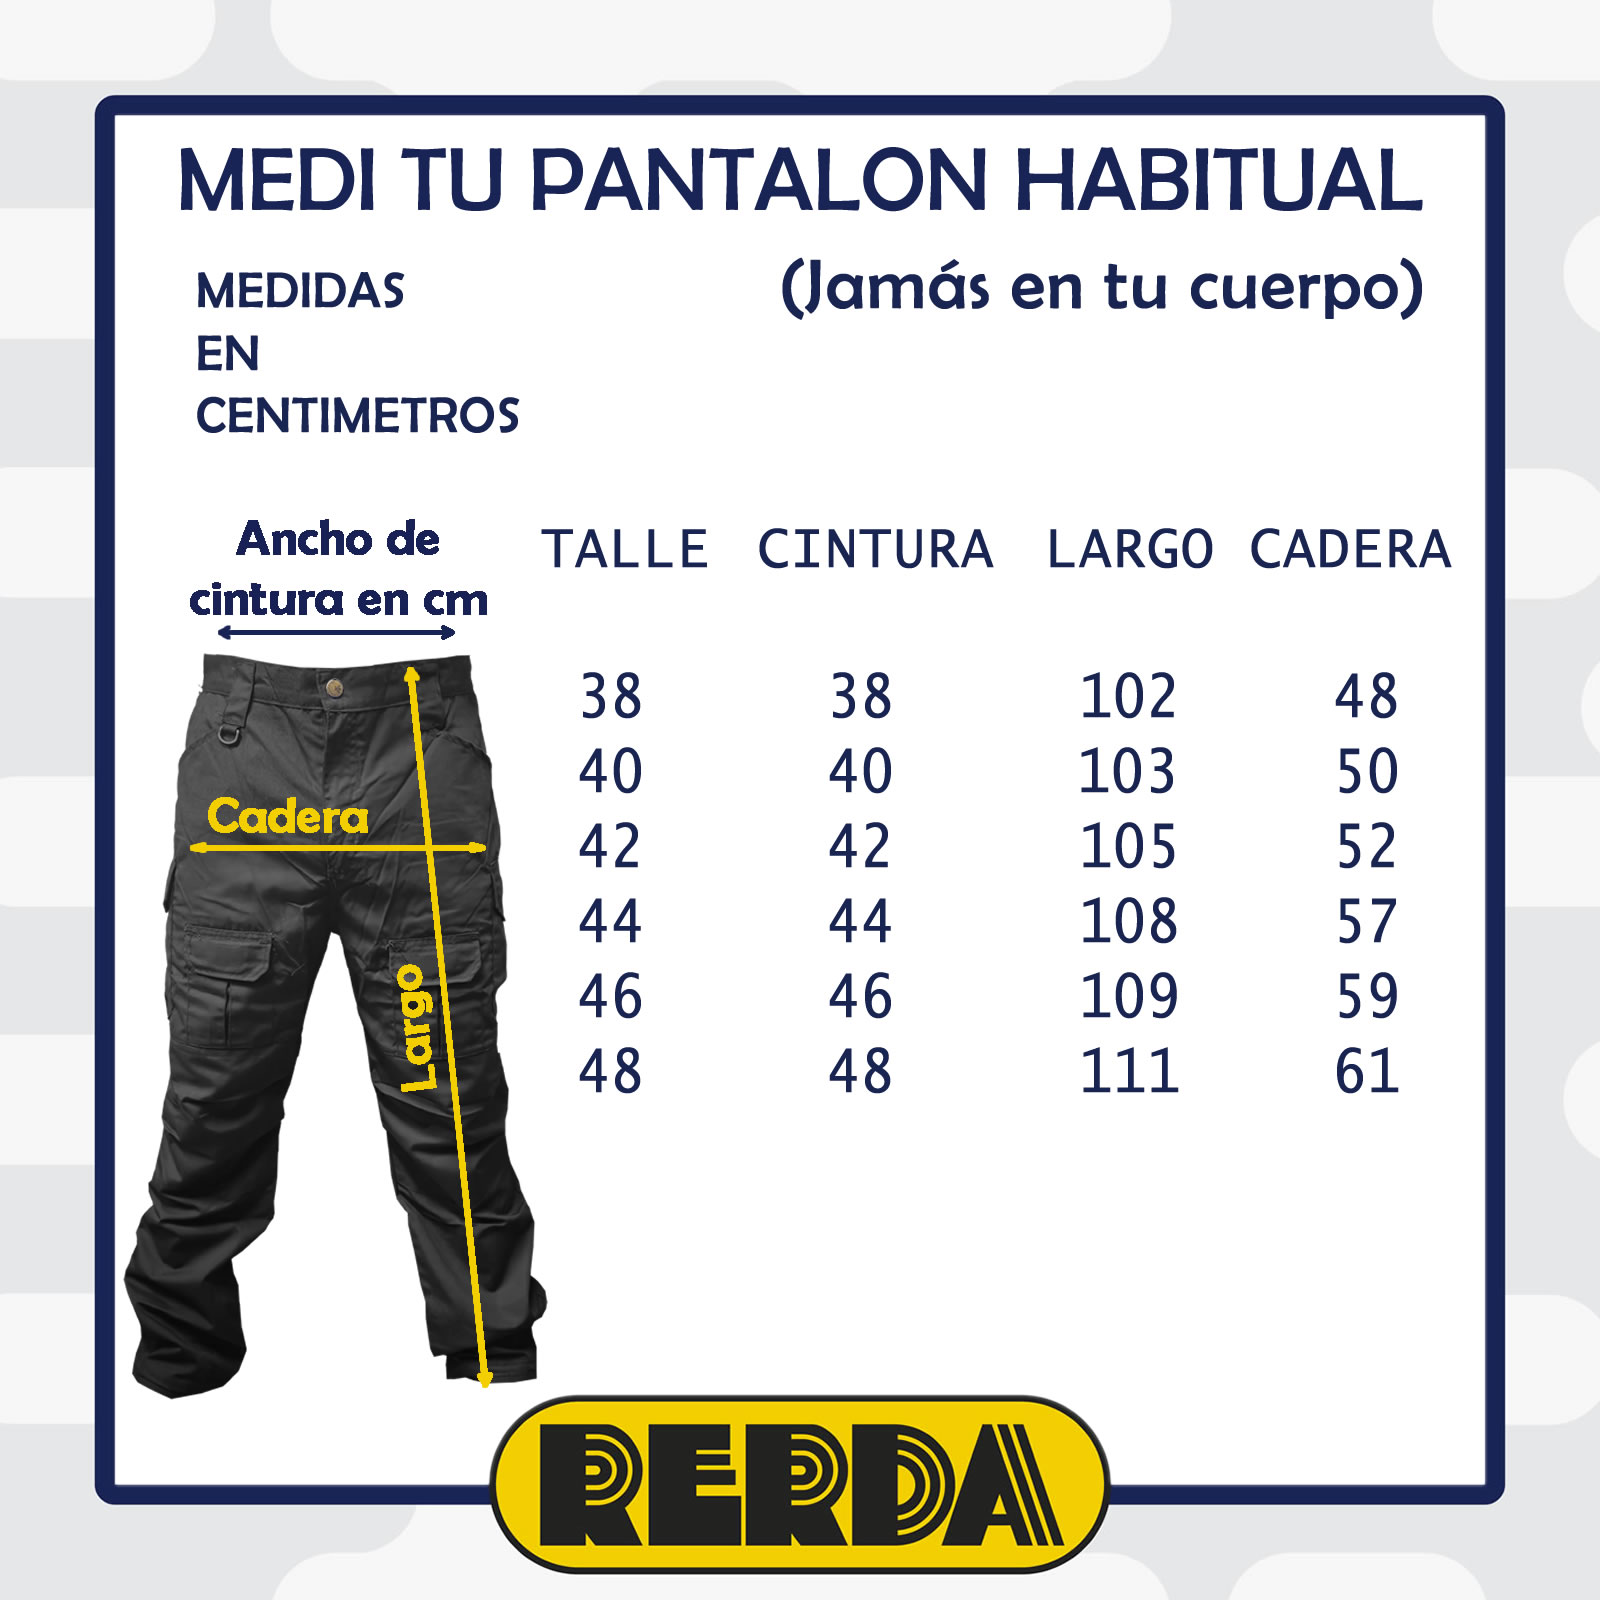 MEDI TU PANTALON HABITUAL
(Jamás en tu cuerpo)
MEDIDAS
EN
CENTIMETROS
Ancho de
cintura en cm
Cadera
Largo
TALLE CINTURA LARGO CADERA
38 38 102 48
40 40 103 50
42 42 105 52
44 44 108 57
46 46 109 59
48 48 111 61
RERDA